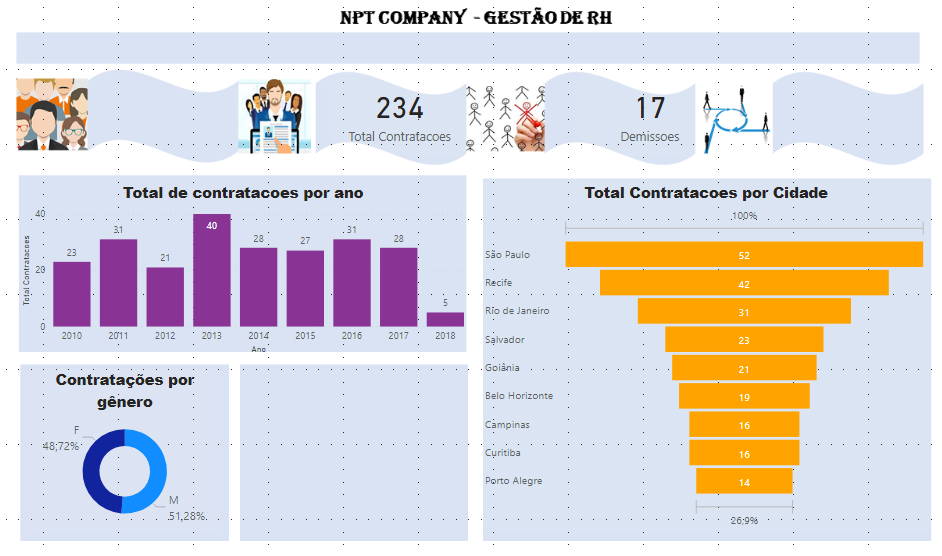 NPT COMPANY - GESTÃO DE RH
234
Total Contratacoes
17
Demissoes
Total de contratacoes por ano
Total Contratacoes
40
20
0
23
31
21
40
28
27
31
28
5
2010
2011
2012
2013
2014
2015
2016
2017
2018
Ano
Total Contratacoes por Cidade
100%
São Paulo 52
Recife 42
Rio de Janeiro 31
Salvador 23
Goiânia 21
Belo Horizonte 19
Campinas 16
Curitiba 16
Porto Alegre 14
26,9%
Contratações por
gênero
F
48,72%
M
51,28%